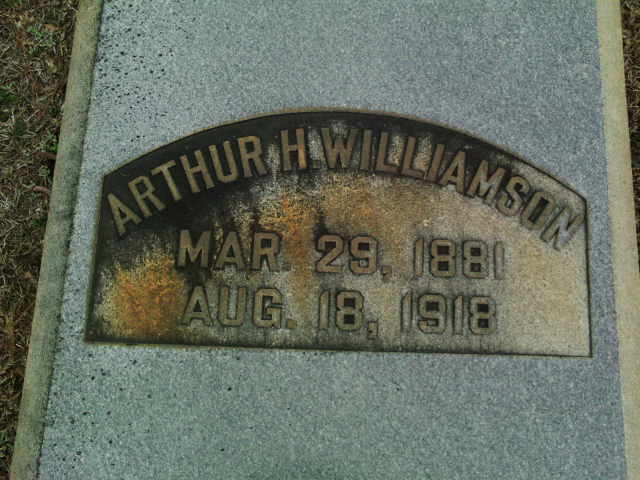 ARTHUR H WILLIAMSON
MAR. 29, 1881
AUG. 18, 1918